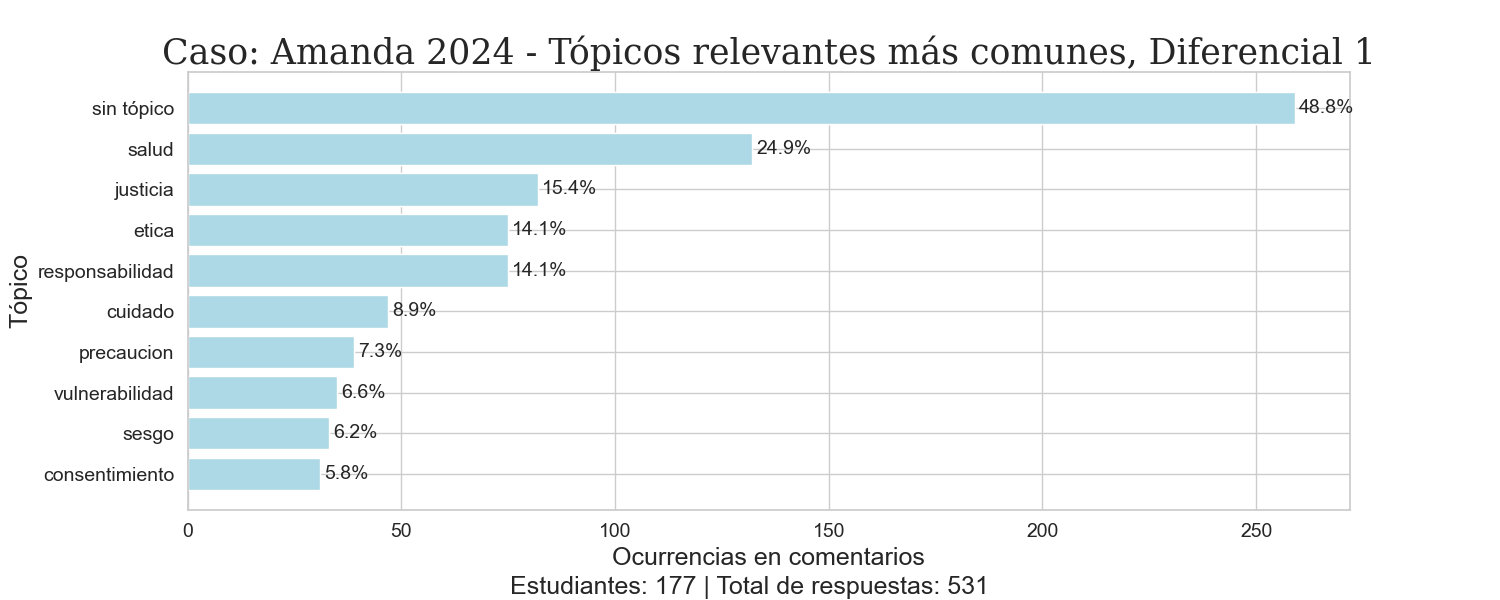 Caso: Amanda 2024 - Tópicos relevantes más comunes, Diferencial 1
Tópico
sin tópico 48.8%
salud 24.9%
justicia 15.4%
etica 14.1%
responsabilidad 14.1%
cuidado 8.9%
precaucion 7.3%
vulnerabilidad 6.6%
sesgo 6.2%
consentimiento 5.8%
0 50 100 150 200 250
Ocurrencias en comentarios
Estudiantes: 177 | Total de respuestas: 531